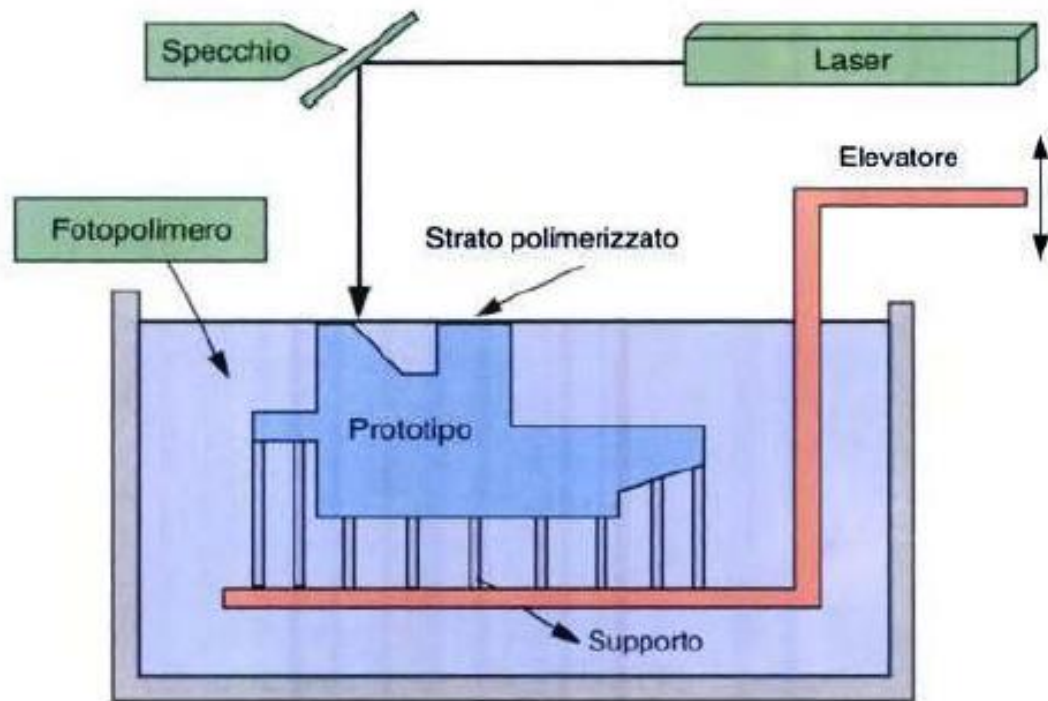 Specchio
Laser
Elevatore
Fotopolimero
Strato polimerizzato
Prototipo
Supporto